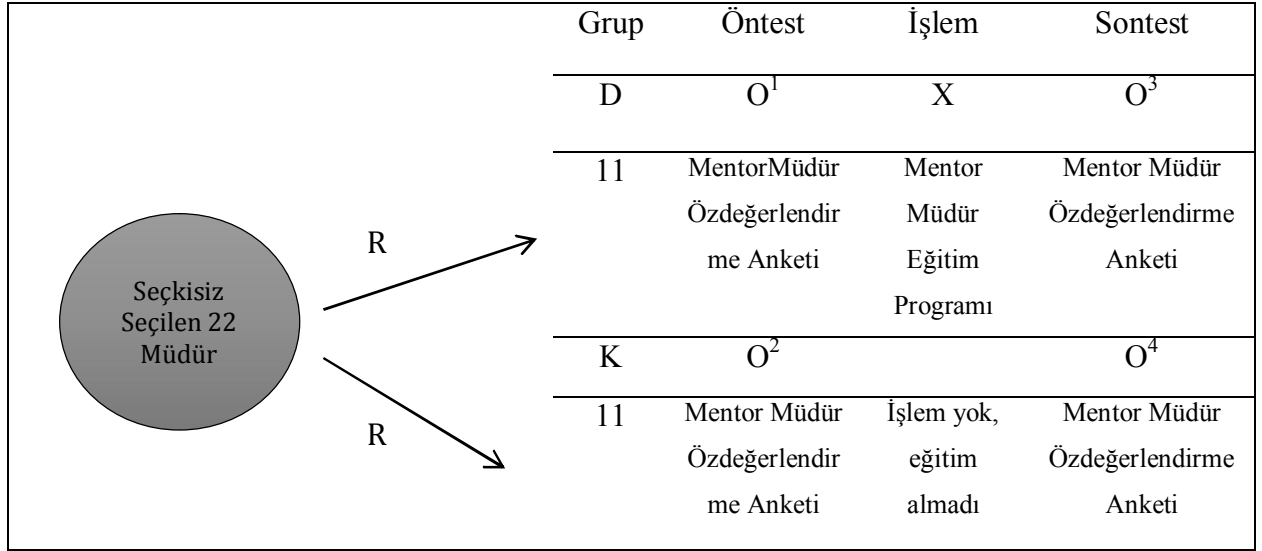 Grup Öntest İşlem Sontest
D O¹ X O³
11 MentorMüdür Mentor Mentor Müdür
Özdeğerlendir Müdür Özdeğerlendirme
me Anketi Eğitim Anketi
Programı
R
Seçkisiz
Seçilen 22
Müdür
R
K O² O⁴
11 Mentor Müdür İşlem yok, Mentor Müdür
Özdeğerlendir eğitim Özdeğerlendirme
me Anketi almadı Anketi